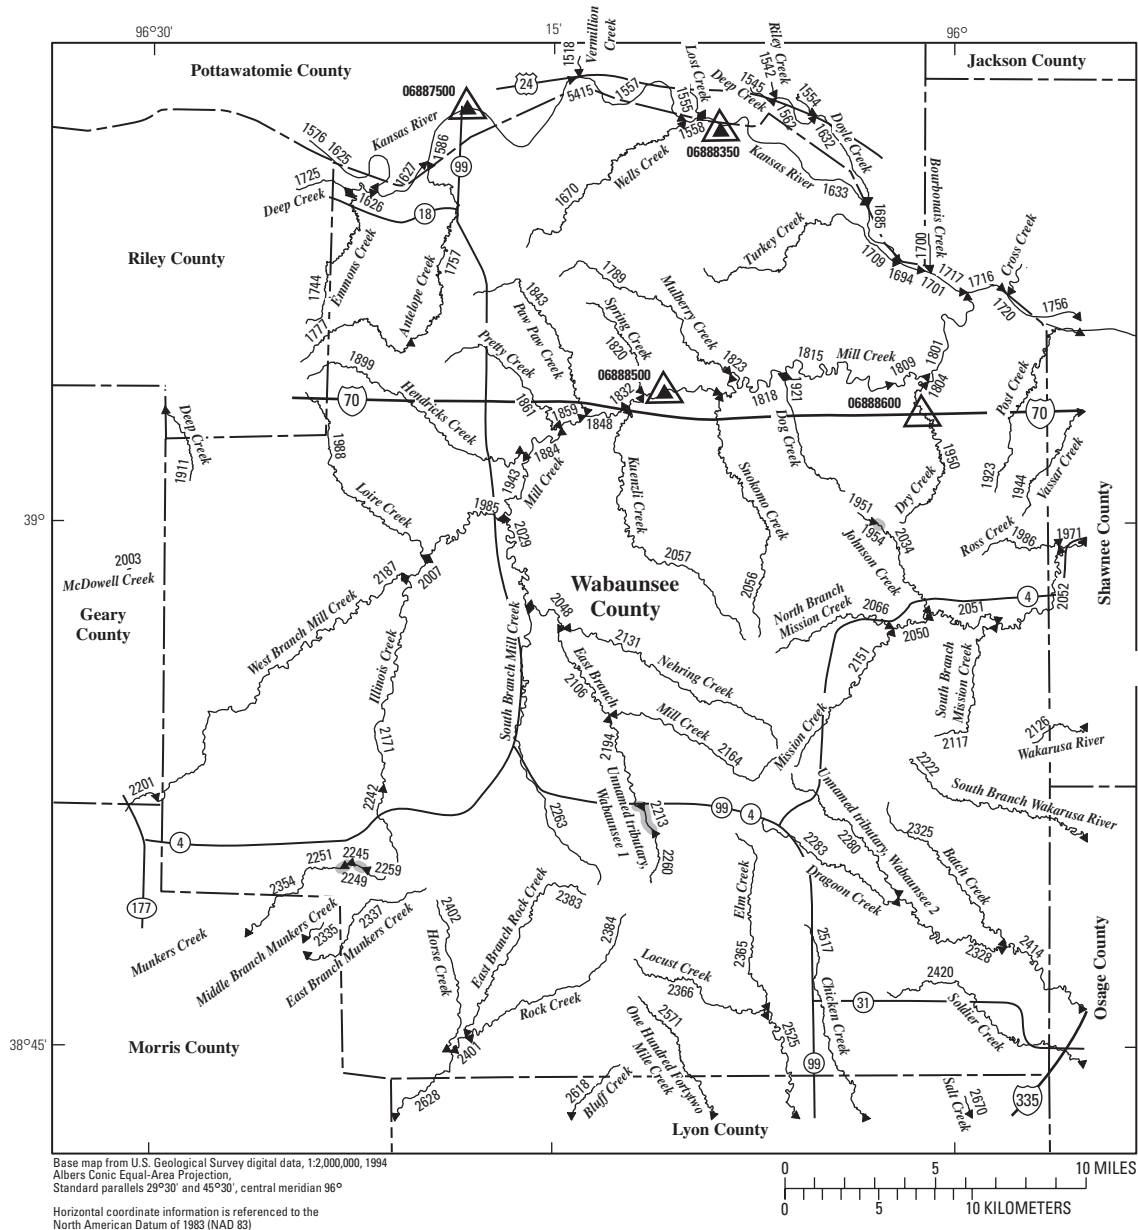 96°30'
15'
96°
Pottawatomie County
Jackson County
Riley County
Geary
County
Wabaunsee
County
Shawnee County
Osage County
Morris County
Lyon County
39°
38°45'
06887500
06888350
06888500
06888600
24
99
18
70
70
4
99
4
4
177
31
99
335
1518
Vermillion
Creek
Lost Creek
Riley Creek
1542
1545
Deep Creek
1554
1562
1632
Doyle Creek
5415
1557
1555
1558
Kansas River
1576
1625
1586
1627
1725
1626
Deep Creek
Wells Creek
1670
Kansas River
1633
1685
Bourbonais Creek
1700
Cross Creek
1709
1694
1701
1717
1716
1720
1756
Turkey Creek
1744
Emmons Creek
1777
Antelope Creek
1757
1789
Mulberry Creek
1843
Paw Paw Creek
Spring Creek
1820
Pretty Creek
1861
1899
Hendricks Creek
1859
1832
1848
1884
1943
Mill Creek
1823
1815
Mill Creek
1809
1801
1804
1818
1921
Dog Creek
Post Creek
1923
1944
Vassar Creek
1950
Dry Creek
Deep Creek
1911
1988
Loire Creek
1985
2029
Kuenzli Creek
2057
Snokomo Creek
2056
1951
1954
2034
Johnson Creek
Ross Creek
1986
1971
2052
2003
McDowell Creek
2187
2007
West Branch Mill Creek
Illinois Creek
2171
South Branch Mill Creek
2048
2131
Nehring Creek
East Branch
2106
Mill Creek
2164
2194
North Branch
Mission Creek
2066
2051
2050
2151
Mission Creek
South Branch
Mission Creek
2117
2126
Wakarusa River
2222
South Branch Wakarusa River
2201
2242
2263
Unnamed tributary,
Wabaunsee 1
2213
2260
Unnamed tributary, Wabaunsee 2
2280
2283
Dragoon Creek
2325
Batch Creek
2251
2245
2249
2259
2354
Munkers Creek
Middle Branch Munkers Creek
2335
2337
East Branch Munkers Creek
2402
Horse Creek
East Branch Rock Creek
2383
2384
Rock Creek
2401
2628
Elm Creek
2365
Locust Creek
2366
2571
One Hundred Fortytwo
Mile Creek
2618
Bluff Creek
2517
Chicken Creek
2525
2328
2414
2420
Soldier Creek
2670
Salt Creek
Base map from U.S. Geological Survey digital data, 1:2,000,000, 1994
Albers Conic Equal-Area Projection,
Standard parallels 29°30' and 45°30', central meridian 96°
Horizontal coordinate information is referenced to the
North American Datum of 1983 (NAD 83)
0 5 10 MILES
0 5 10 KILOMETERS